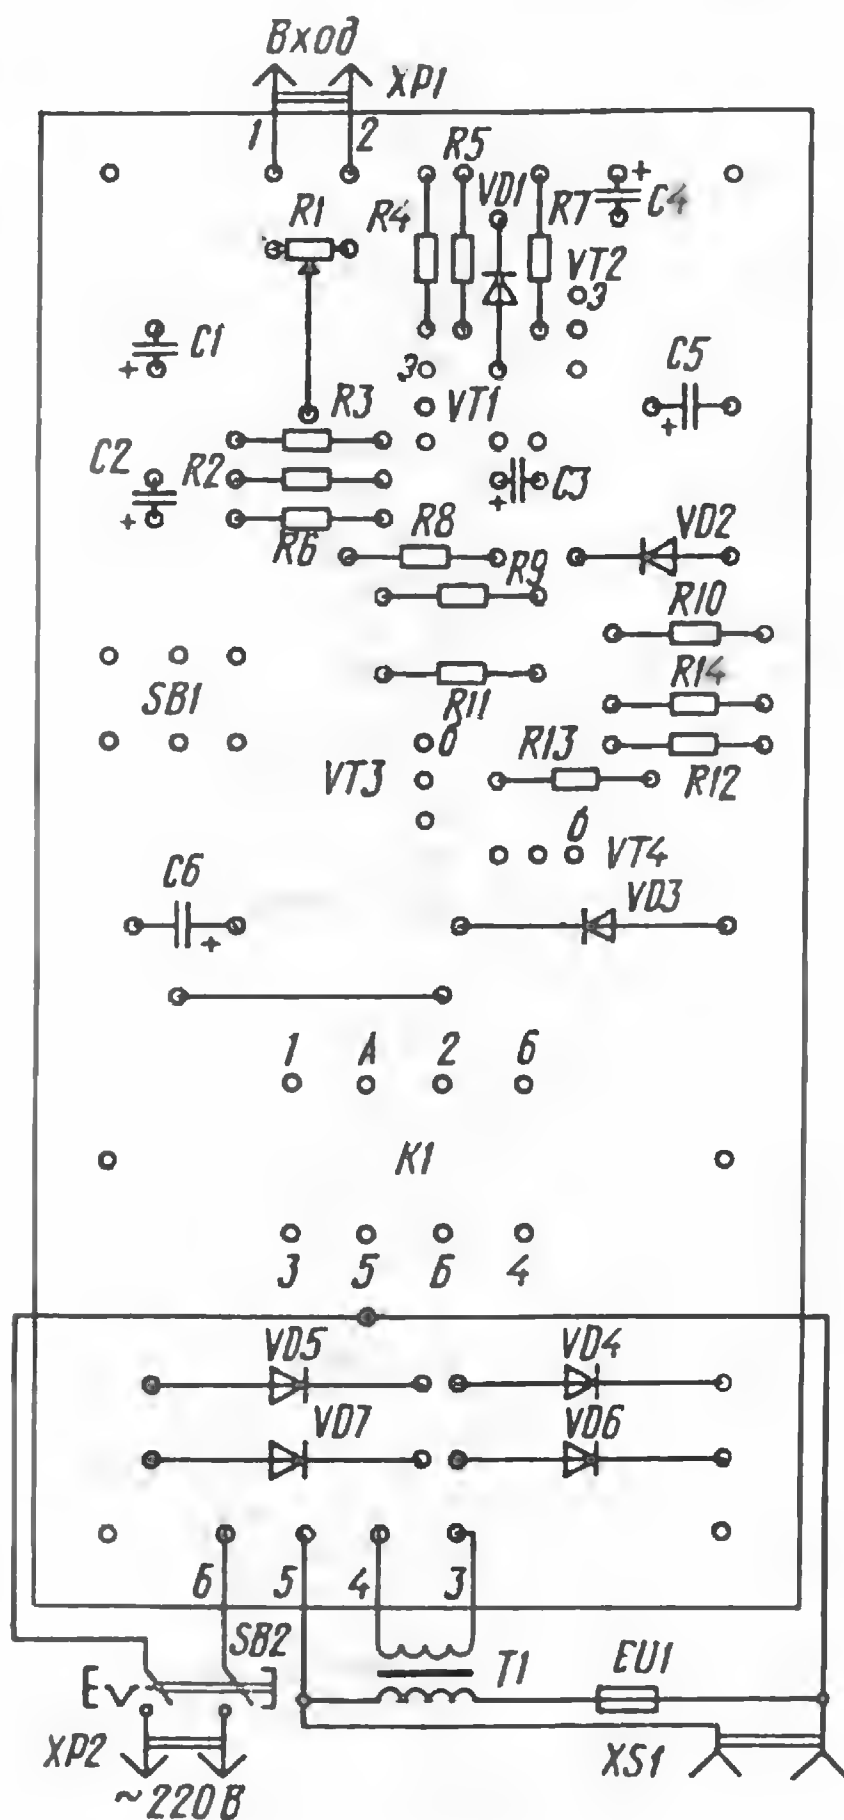 Вход
XP1
1 2
R5
VD1
R1 R4 R7 C4
VT2
э
C1
э
C5
R3 VT1
C2 R2 C3
R6 R8 VD2
R9
R10
SB1 R14
R11
б
VT3 R13
R12
б
VT4
C6 VD3
1 А 2 6
K1
3 5 Б 4
VD5 VD4
VD7 VD6
6 5 4 3
SB2
T1 EU1
XP2 XS1
~220 В